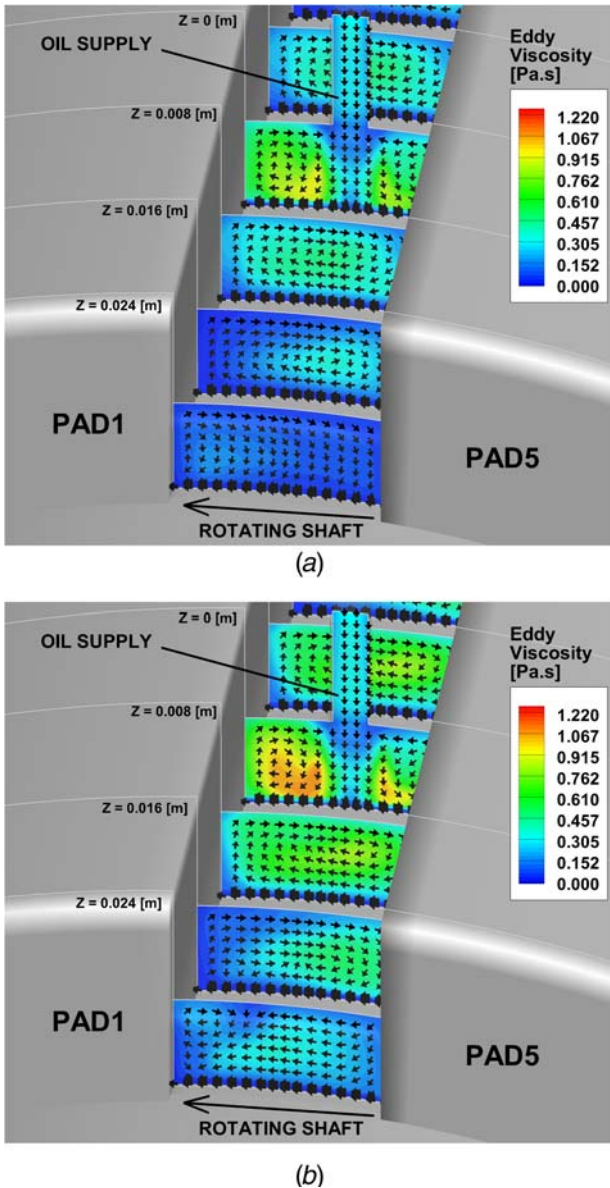 Z = 0 [m]
OIL SUPPLY
Z = 0.008 [m]
Z = 0.016 [m]
Z = 0.024 [m]
PAD1
PAD5
ROTATING SHAFT
Eddy
Viscosity
[Pa.s]
1.220
1.067
0.915
0.762
0.610
0.457
0.305
0.152
0.000
(a)
Z = 0 [m]
OIL SUPPLY
Z = 0.008 [m]
Z = 0.016 [m]
Z = 0.024 [m]
PAD1
PAD5
ROTATING SHAFT
Eddy
Viscosity
[Pa.s]
1.220
1.067
0.915
0.762
0.610
0.457
0.305
0.152
0.000
(b)